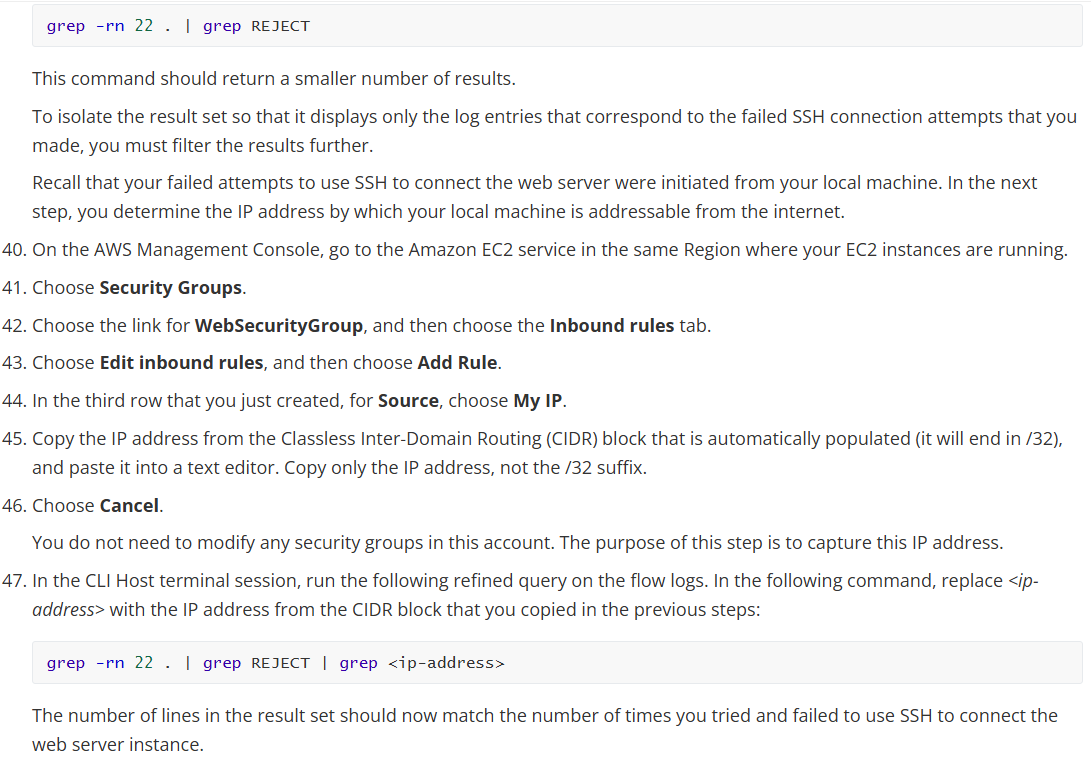 grep -rn 22 . | grep REJECT
This command should return a smaller number of results.
To isolate the result set so that it displays only the log entries that correspond to the failed SSH connection attempts that you
made, you must filter the results further.
Recall that your failed attempts to use SSH to connect the web server were initiated from your local machine. In the next
step, you determine the IP address by which your local machine is addressable from the internet.
40. On the AWS Management Console, go to the Amazon EC2 service in the same Region where your EC2 instances are running.
41. Choose Security Groups.
42. Choose the link for WebSecurityGroup, and then choose the Inbound rules tab.
43. Choose Edit inbound rules, and then choose Add Rule.
44. In the third row that you just created, for Source, choose My IP.
45. Copy the IP address from the Classless Inter-Domain Routing (CIDR) block that is automatically populated (it will end in /32),
and paste it into a text editor. Copy only the IP address, not the /32 suffix.
46. Choose Cancel.
You do not need to modify any security groups in this account. The purpose of this step is to capture this IP address.
47. In the CLI Host terminal session, run the following refined query on the flow logs. In the following command, replace <ip-
address> with the IP address from the CIDR block that you copied in the previous steps:
grep -rn 22 . | grep REJECT | grep <ip-address>
The number of lines in the result set should now match the number of times you tried and failed to use SSH to connect the
web server instance.